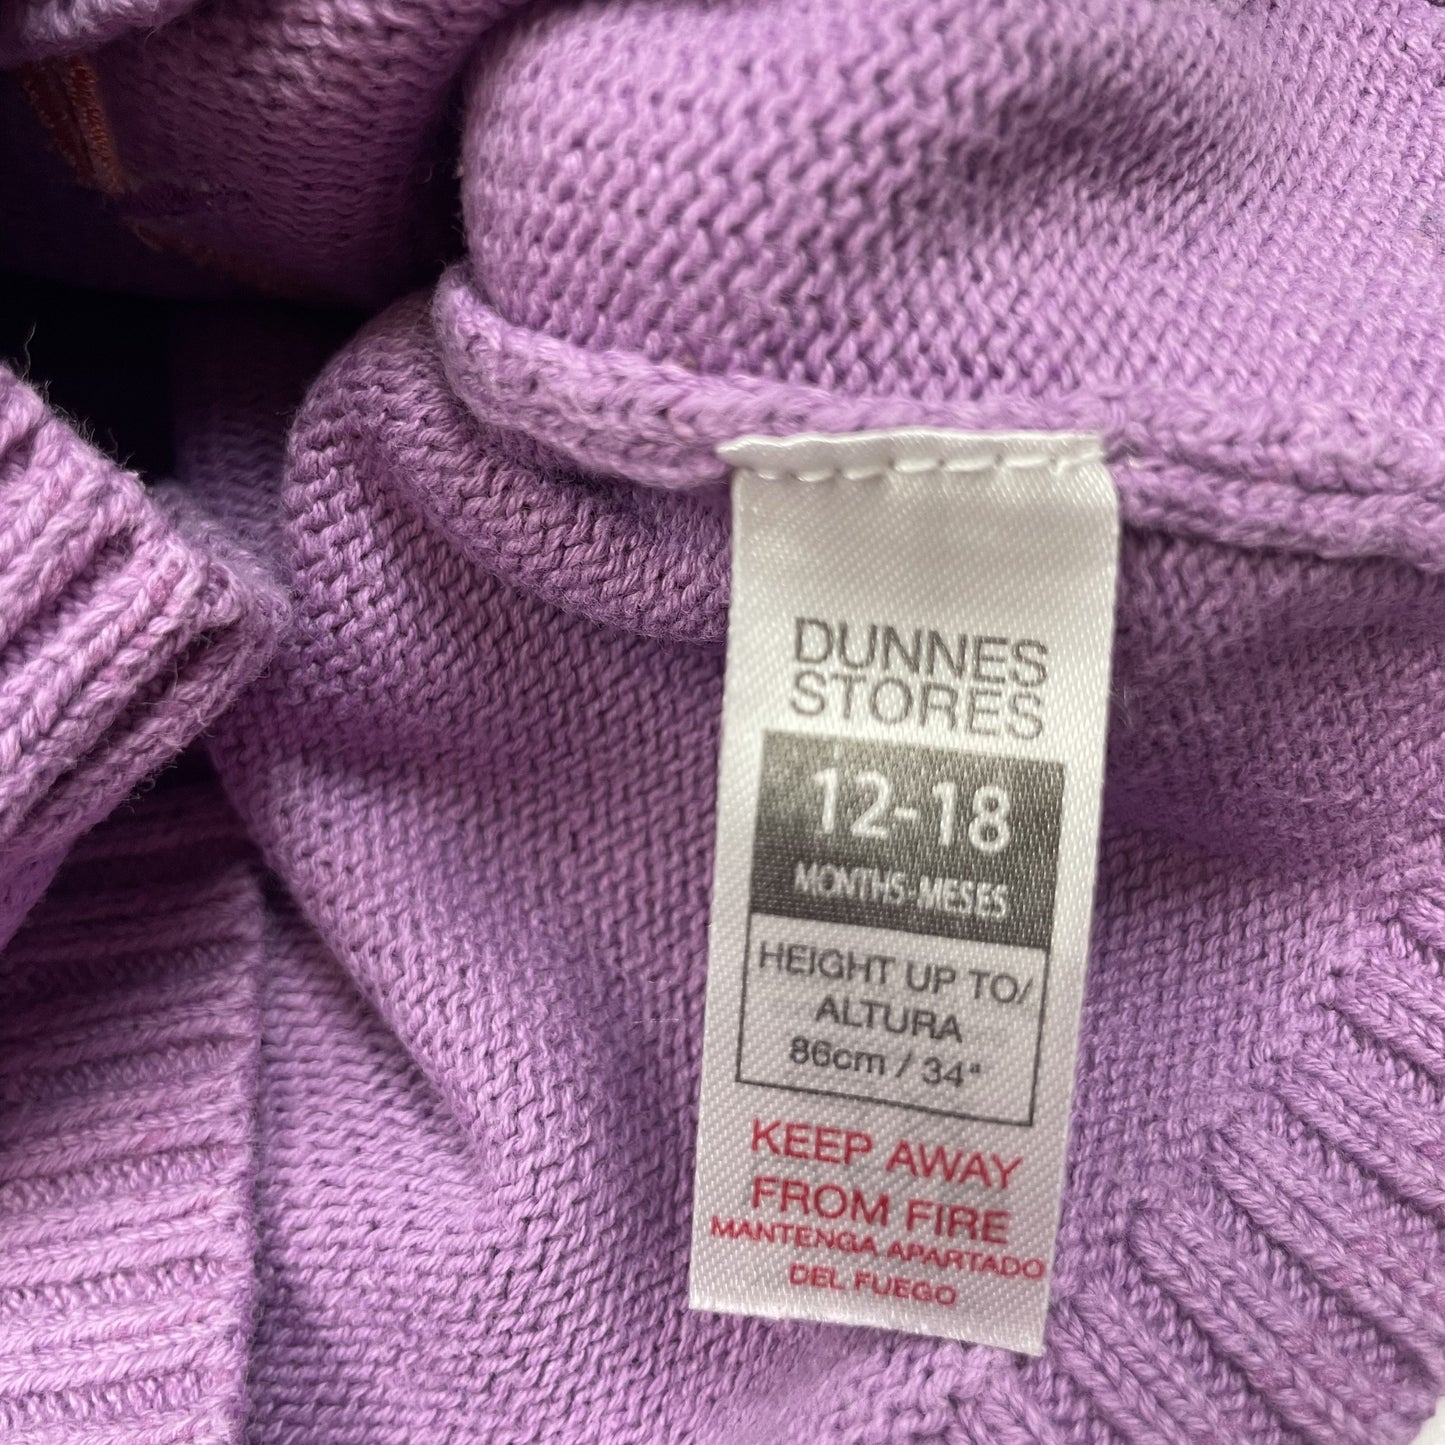 DUNNES
STORES
12-18
MONTHS-MESES
HEIGHT UP TO/
ALTURA
86cm / 34"
KEEP AWAY
FROM FIRE
MANTENGA APARTADO
DEL FUEGO